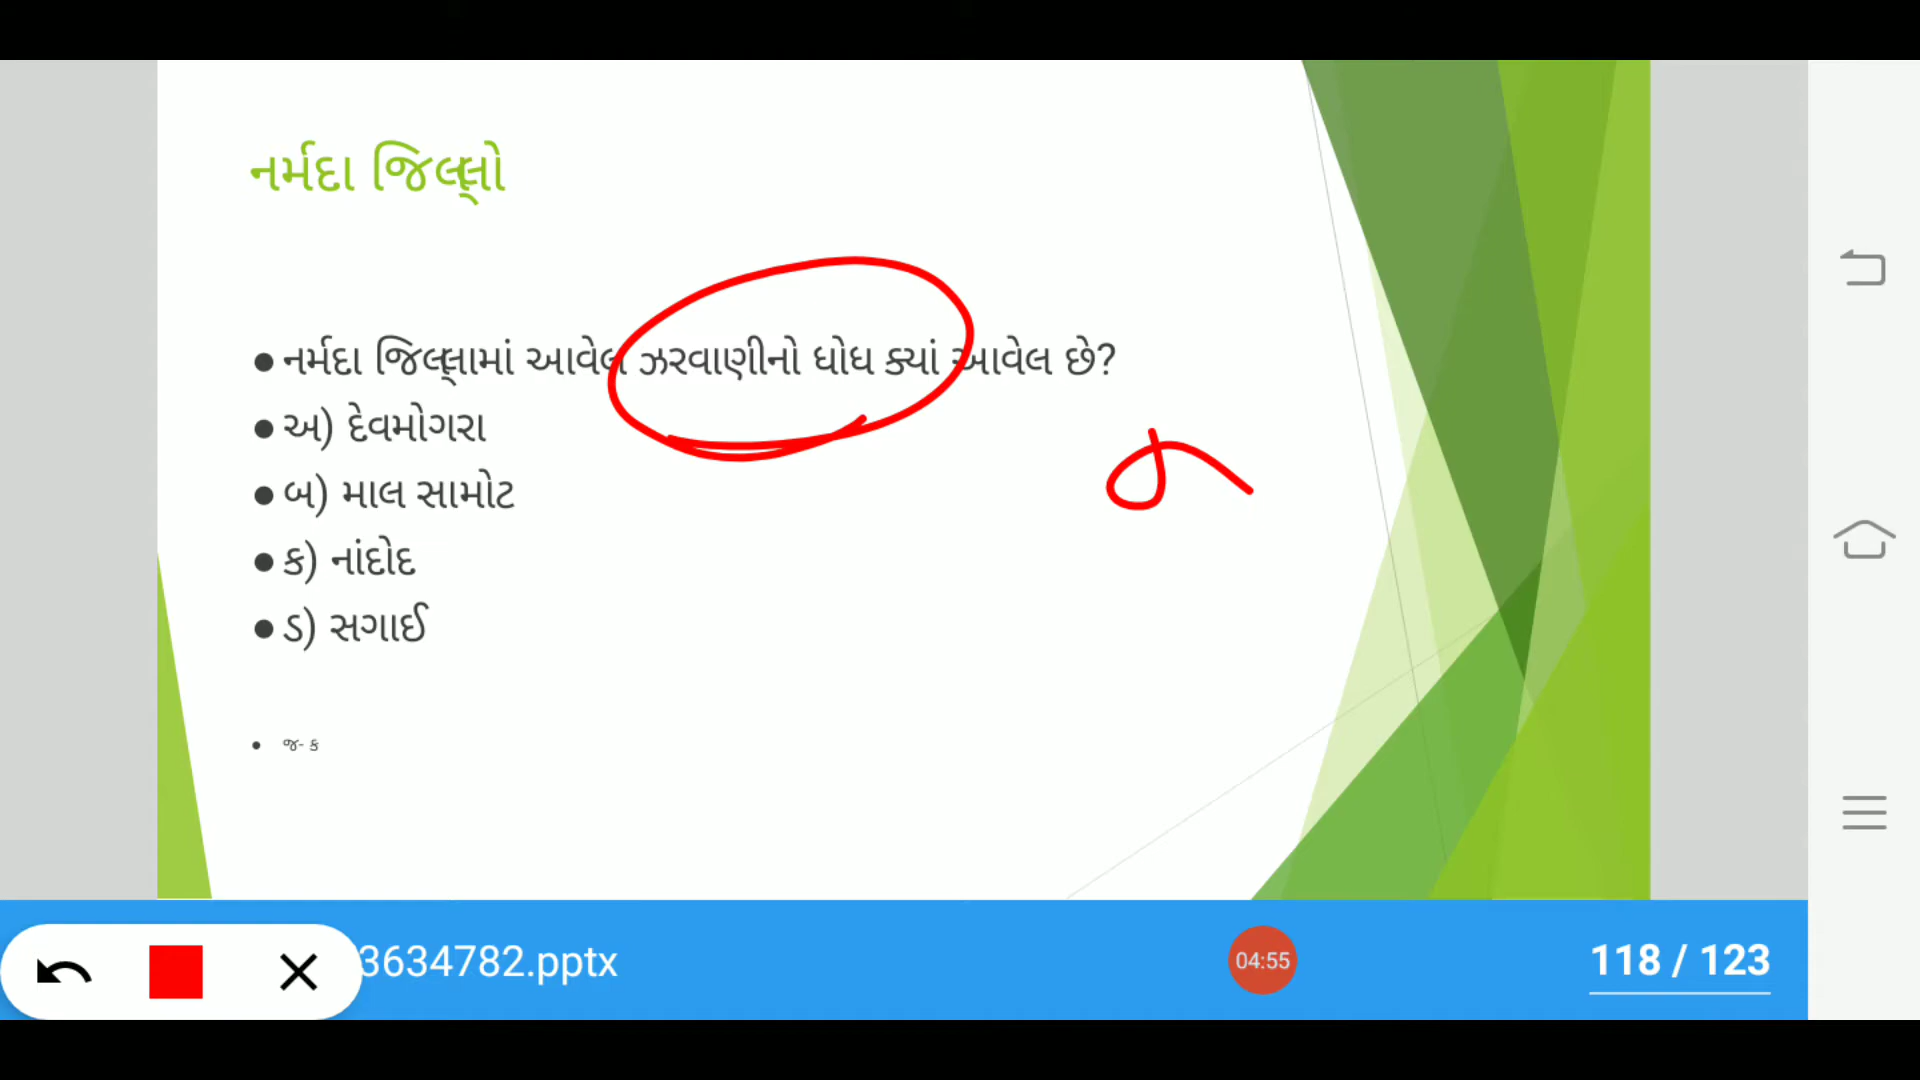 નર્મદા જિલ્લો
● નર્મદા જિલ્લામાં આવેલ ઝરવાણીનો ધોધ ક્યાં આવેલ છે?
● અ) દેવમોગરા
● બ) માલ સામોટ
● ક) નાંદોદ
● ડ) સગાઈ
• જ- ક
3634782.pptx
04:55
118 / 123